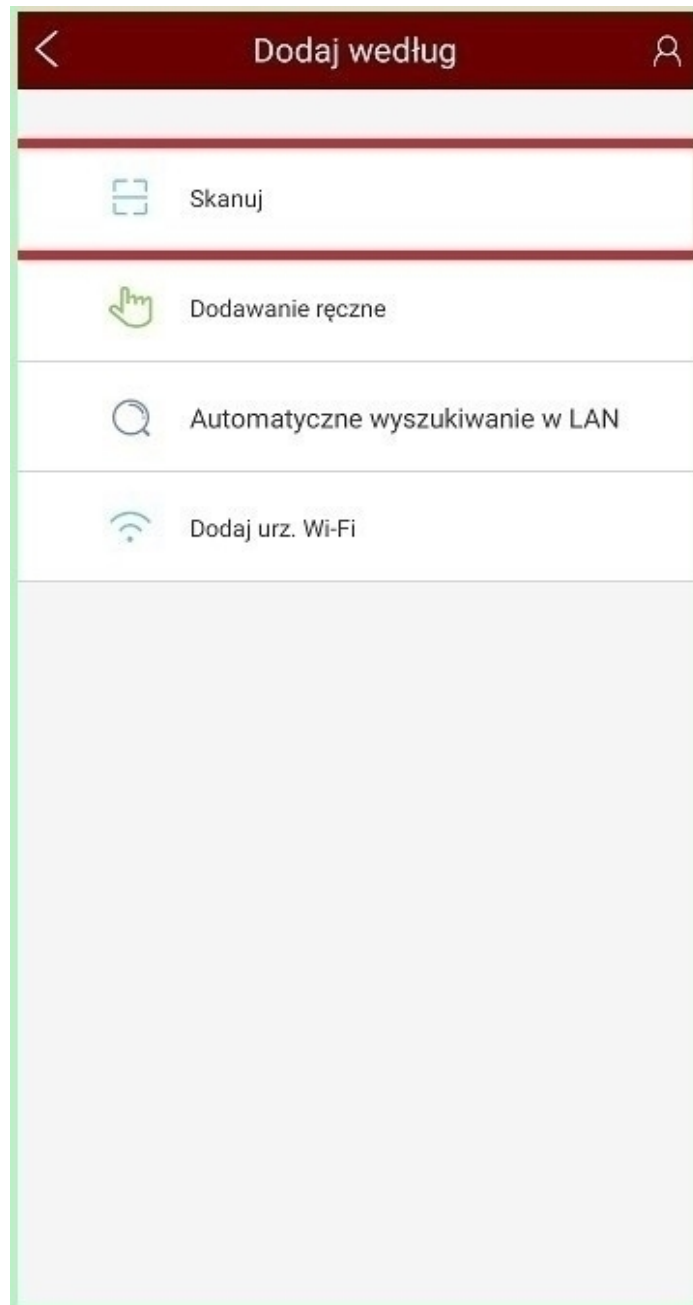 Dodaj według
Skanuj
Dodawanie ręczne
Automatyczne wyszukiwanie w LAN
Dodaj urz. Wi-Fi